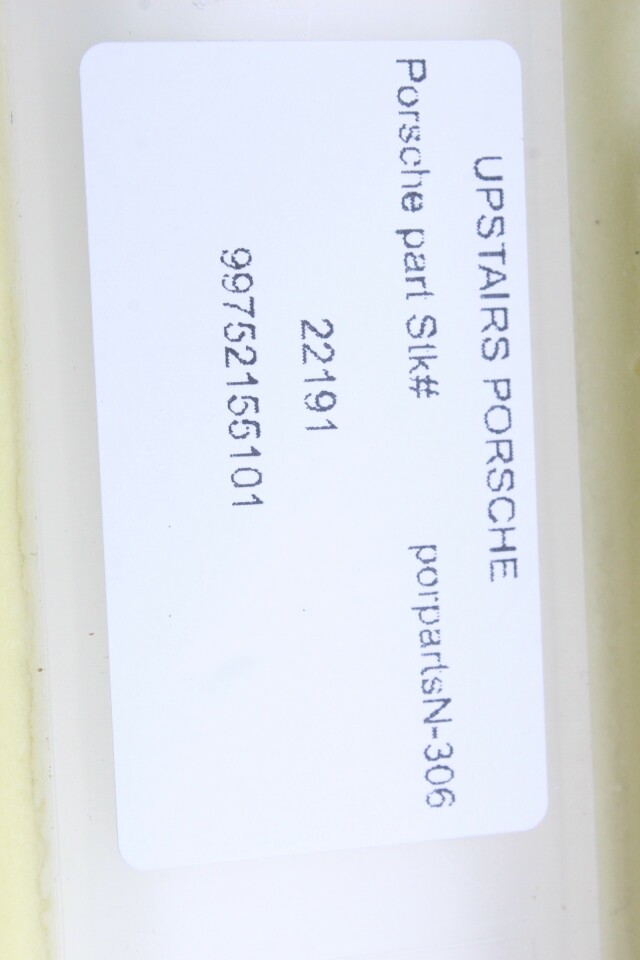 UPSTAIRS PORSCHE
Porsche part Stk# porpartsN-306
22191
99752155101